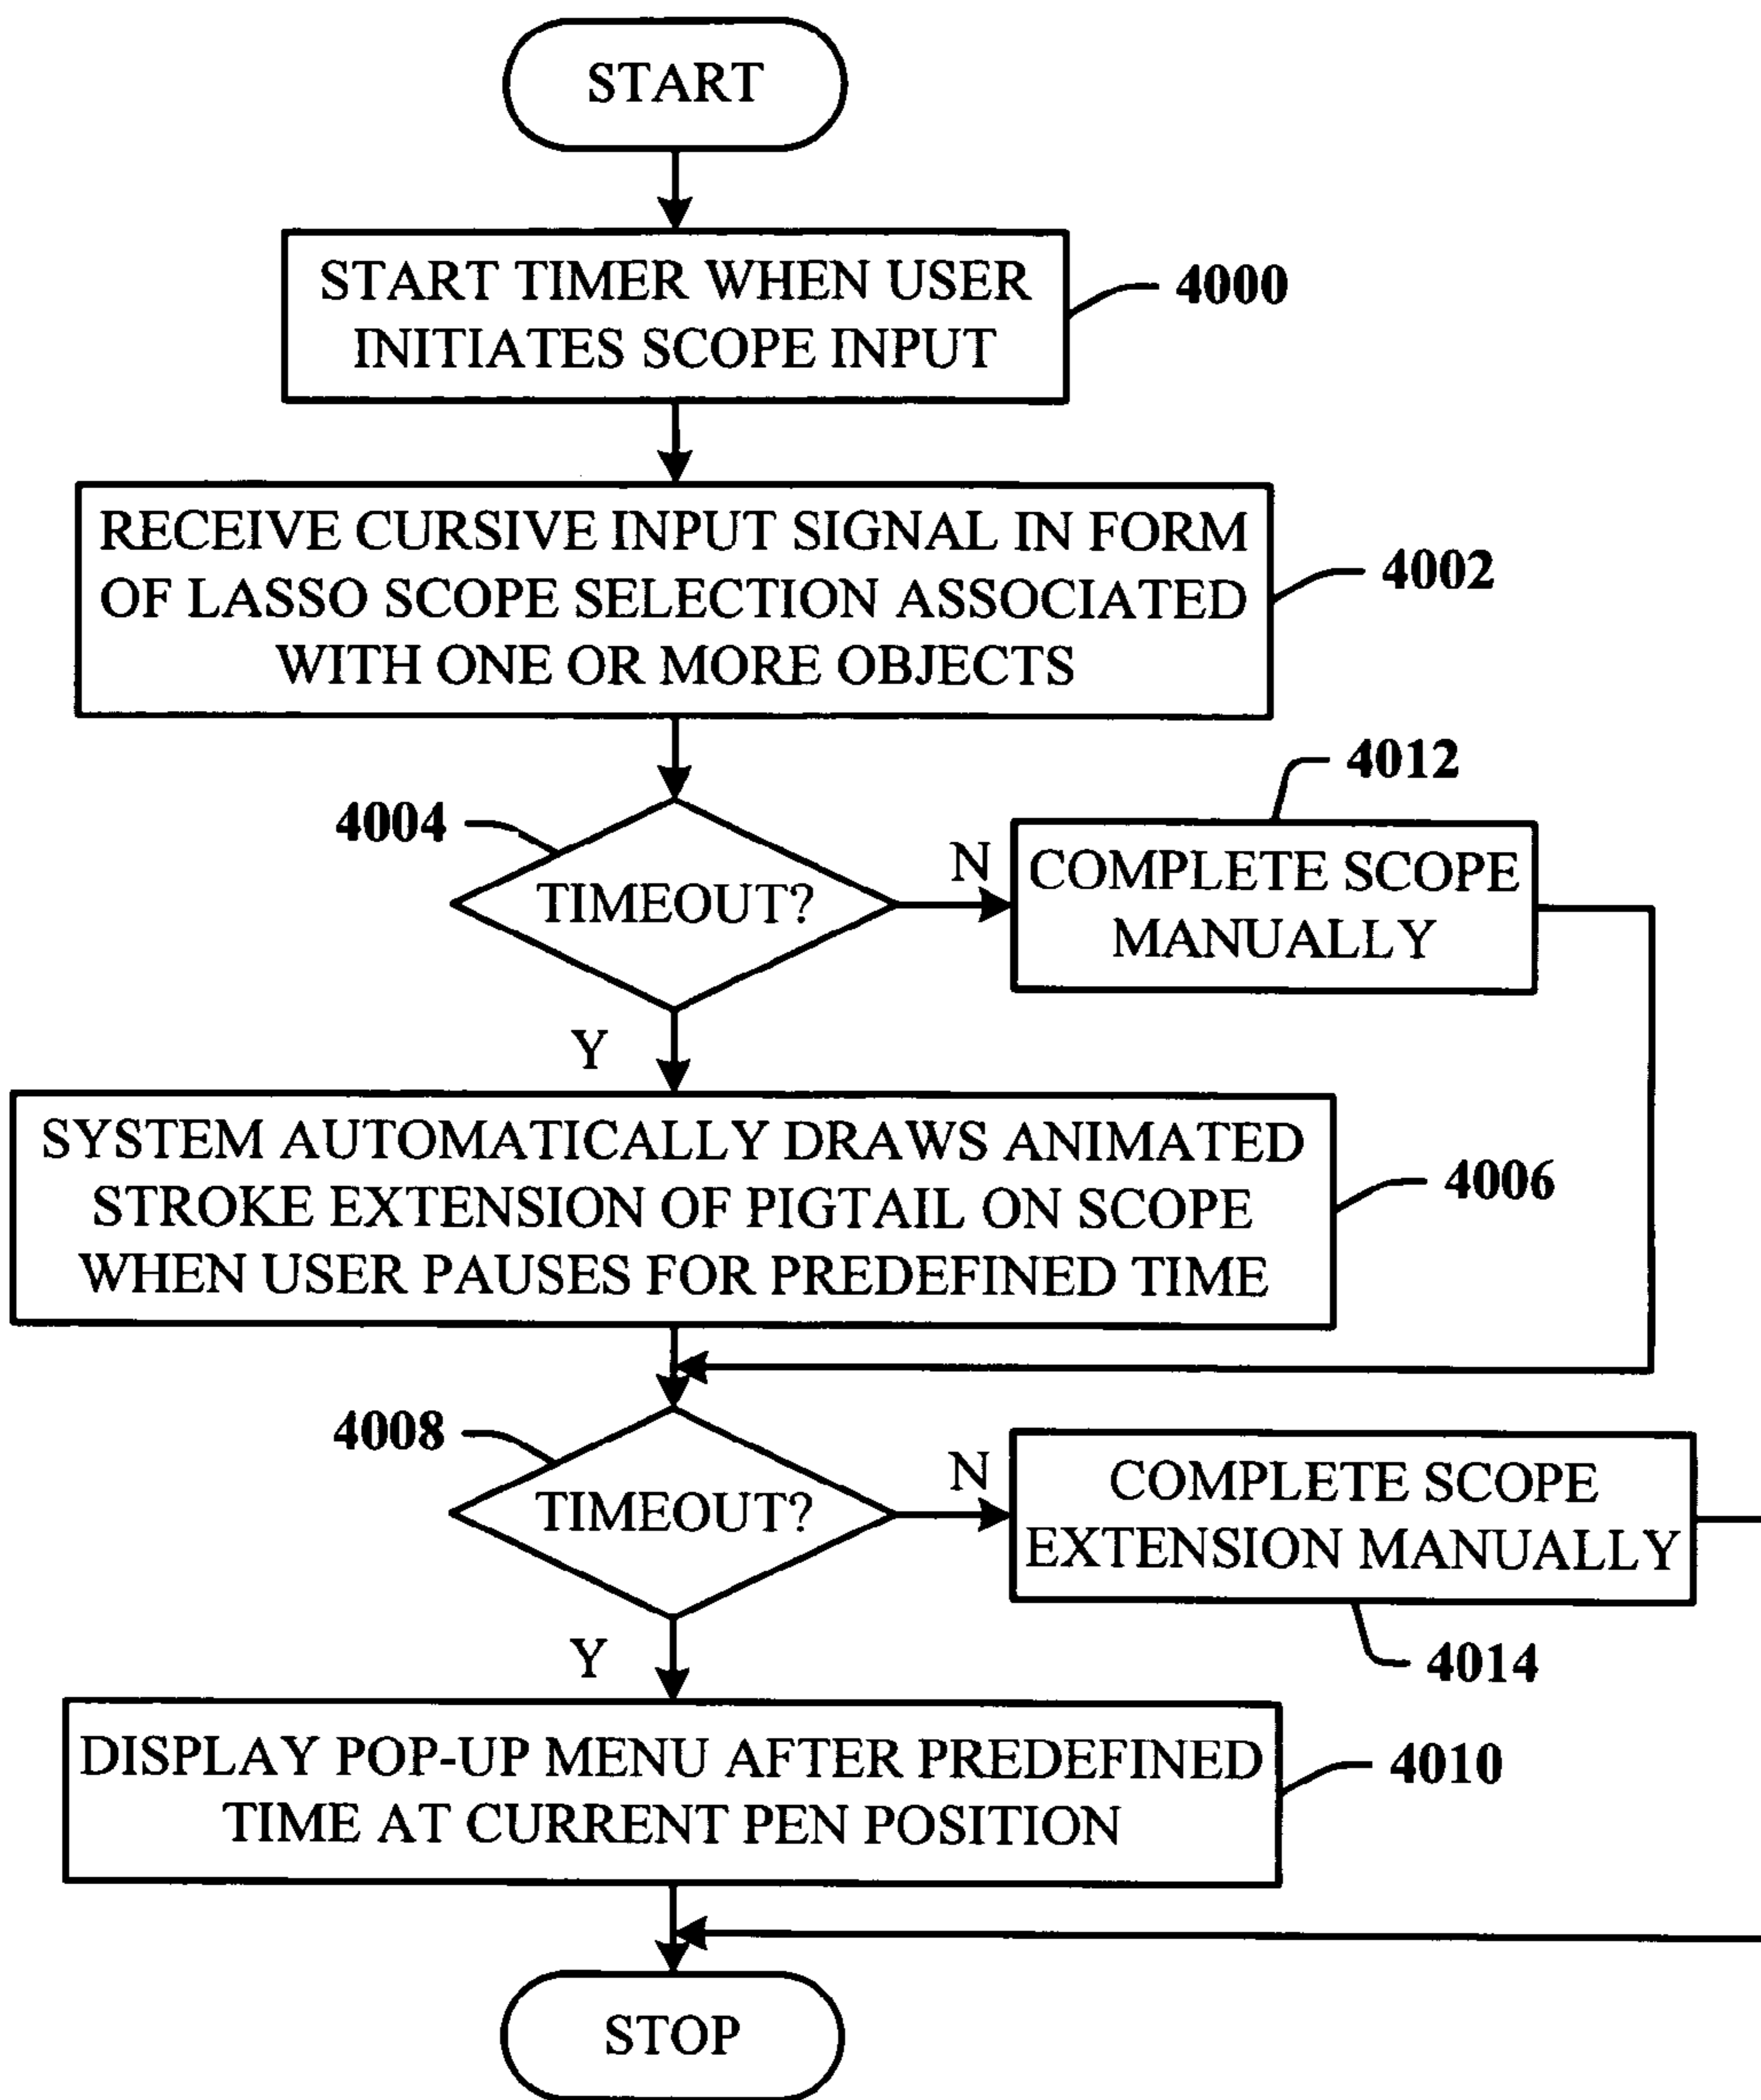 START
START TIMER WHEN USER
INITIATES SCOPE INPUT
4000
RECEIVE CURSIVE INPUT SIGNAL IN FORM
OF LASSO SCOPE SELECTION ASSOCIATED
WITH ONE OR MORE OBJECTS
4002
4004
TIMEOUT?
N
4012
COMPLETE SCOPE
MANUALLY
Y
SYSTEM AUTOMATICALLY DRAWS ANIMATED
STROKE EXTENSION OF PIGTAIL ON SCOPE
WHEN USER PAUSES FOR PREDEFINED TIME
4006
4008
TIMEOUT?
N
COMPLETE SCOPE
EXTENSION MANUALLY
4014
Y
DISPLAY POP-UP MENU AFTER PREDEFINED
TIME AT CURRENT PEN POSITION
4010
STOP